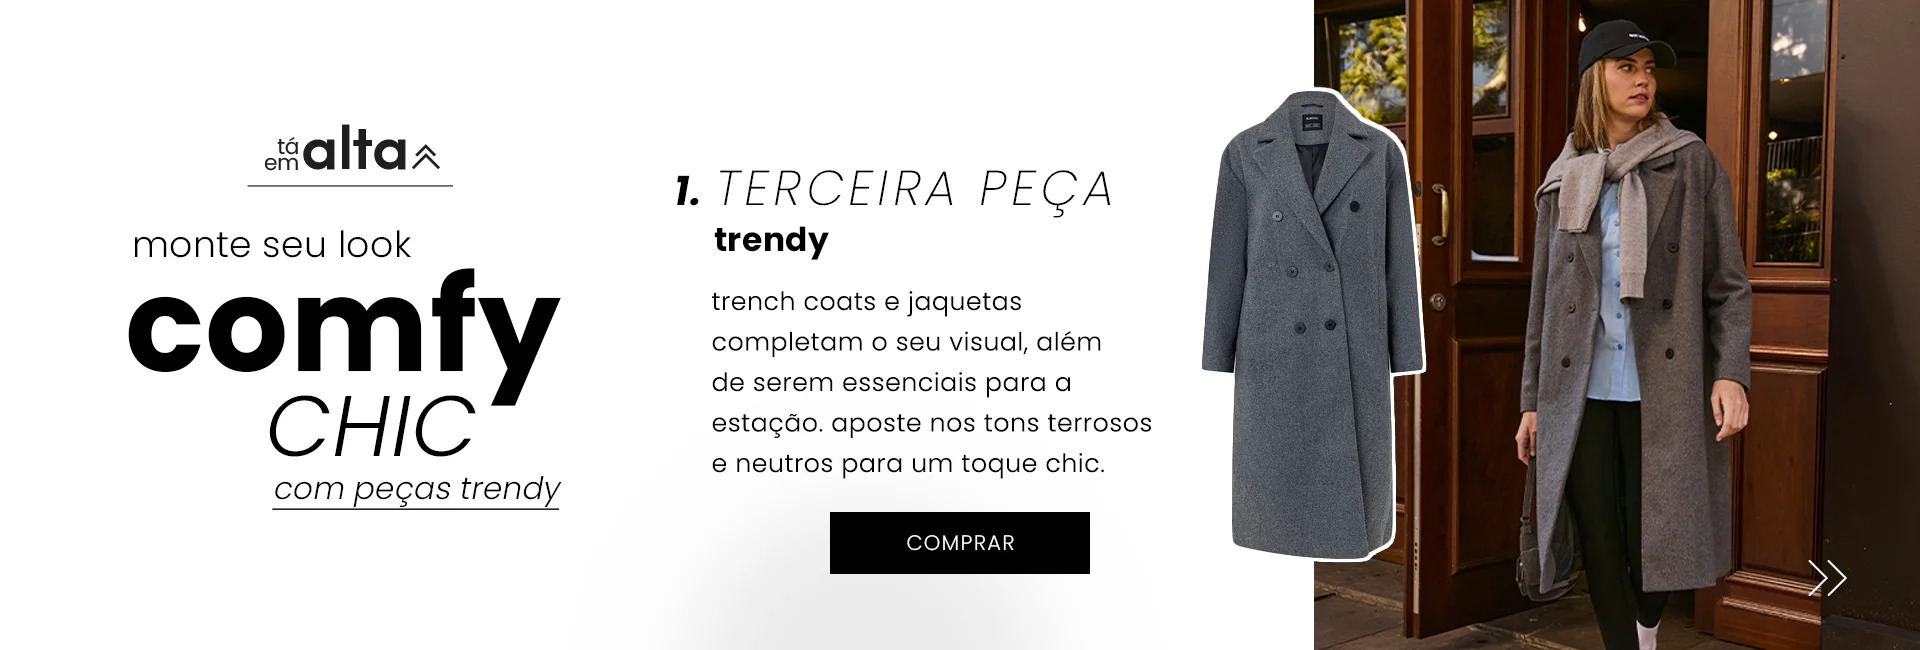 tá
em alta
monte seu look
comfy
CHIC
com peças trendy
1. TERCEIRA PEÇA
trendy
trench coats e jaquetas
completam o seu visual, além
de serem essenciais para a
estação. aposte nos tons terrosos
e neutros para um toque chic.
COMPRAR